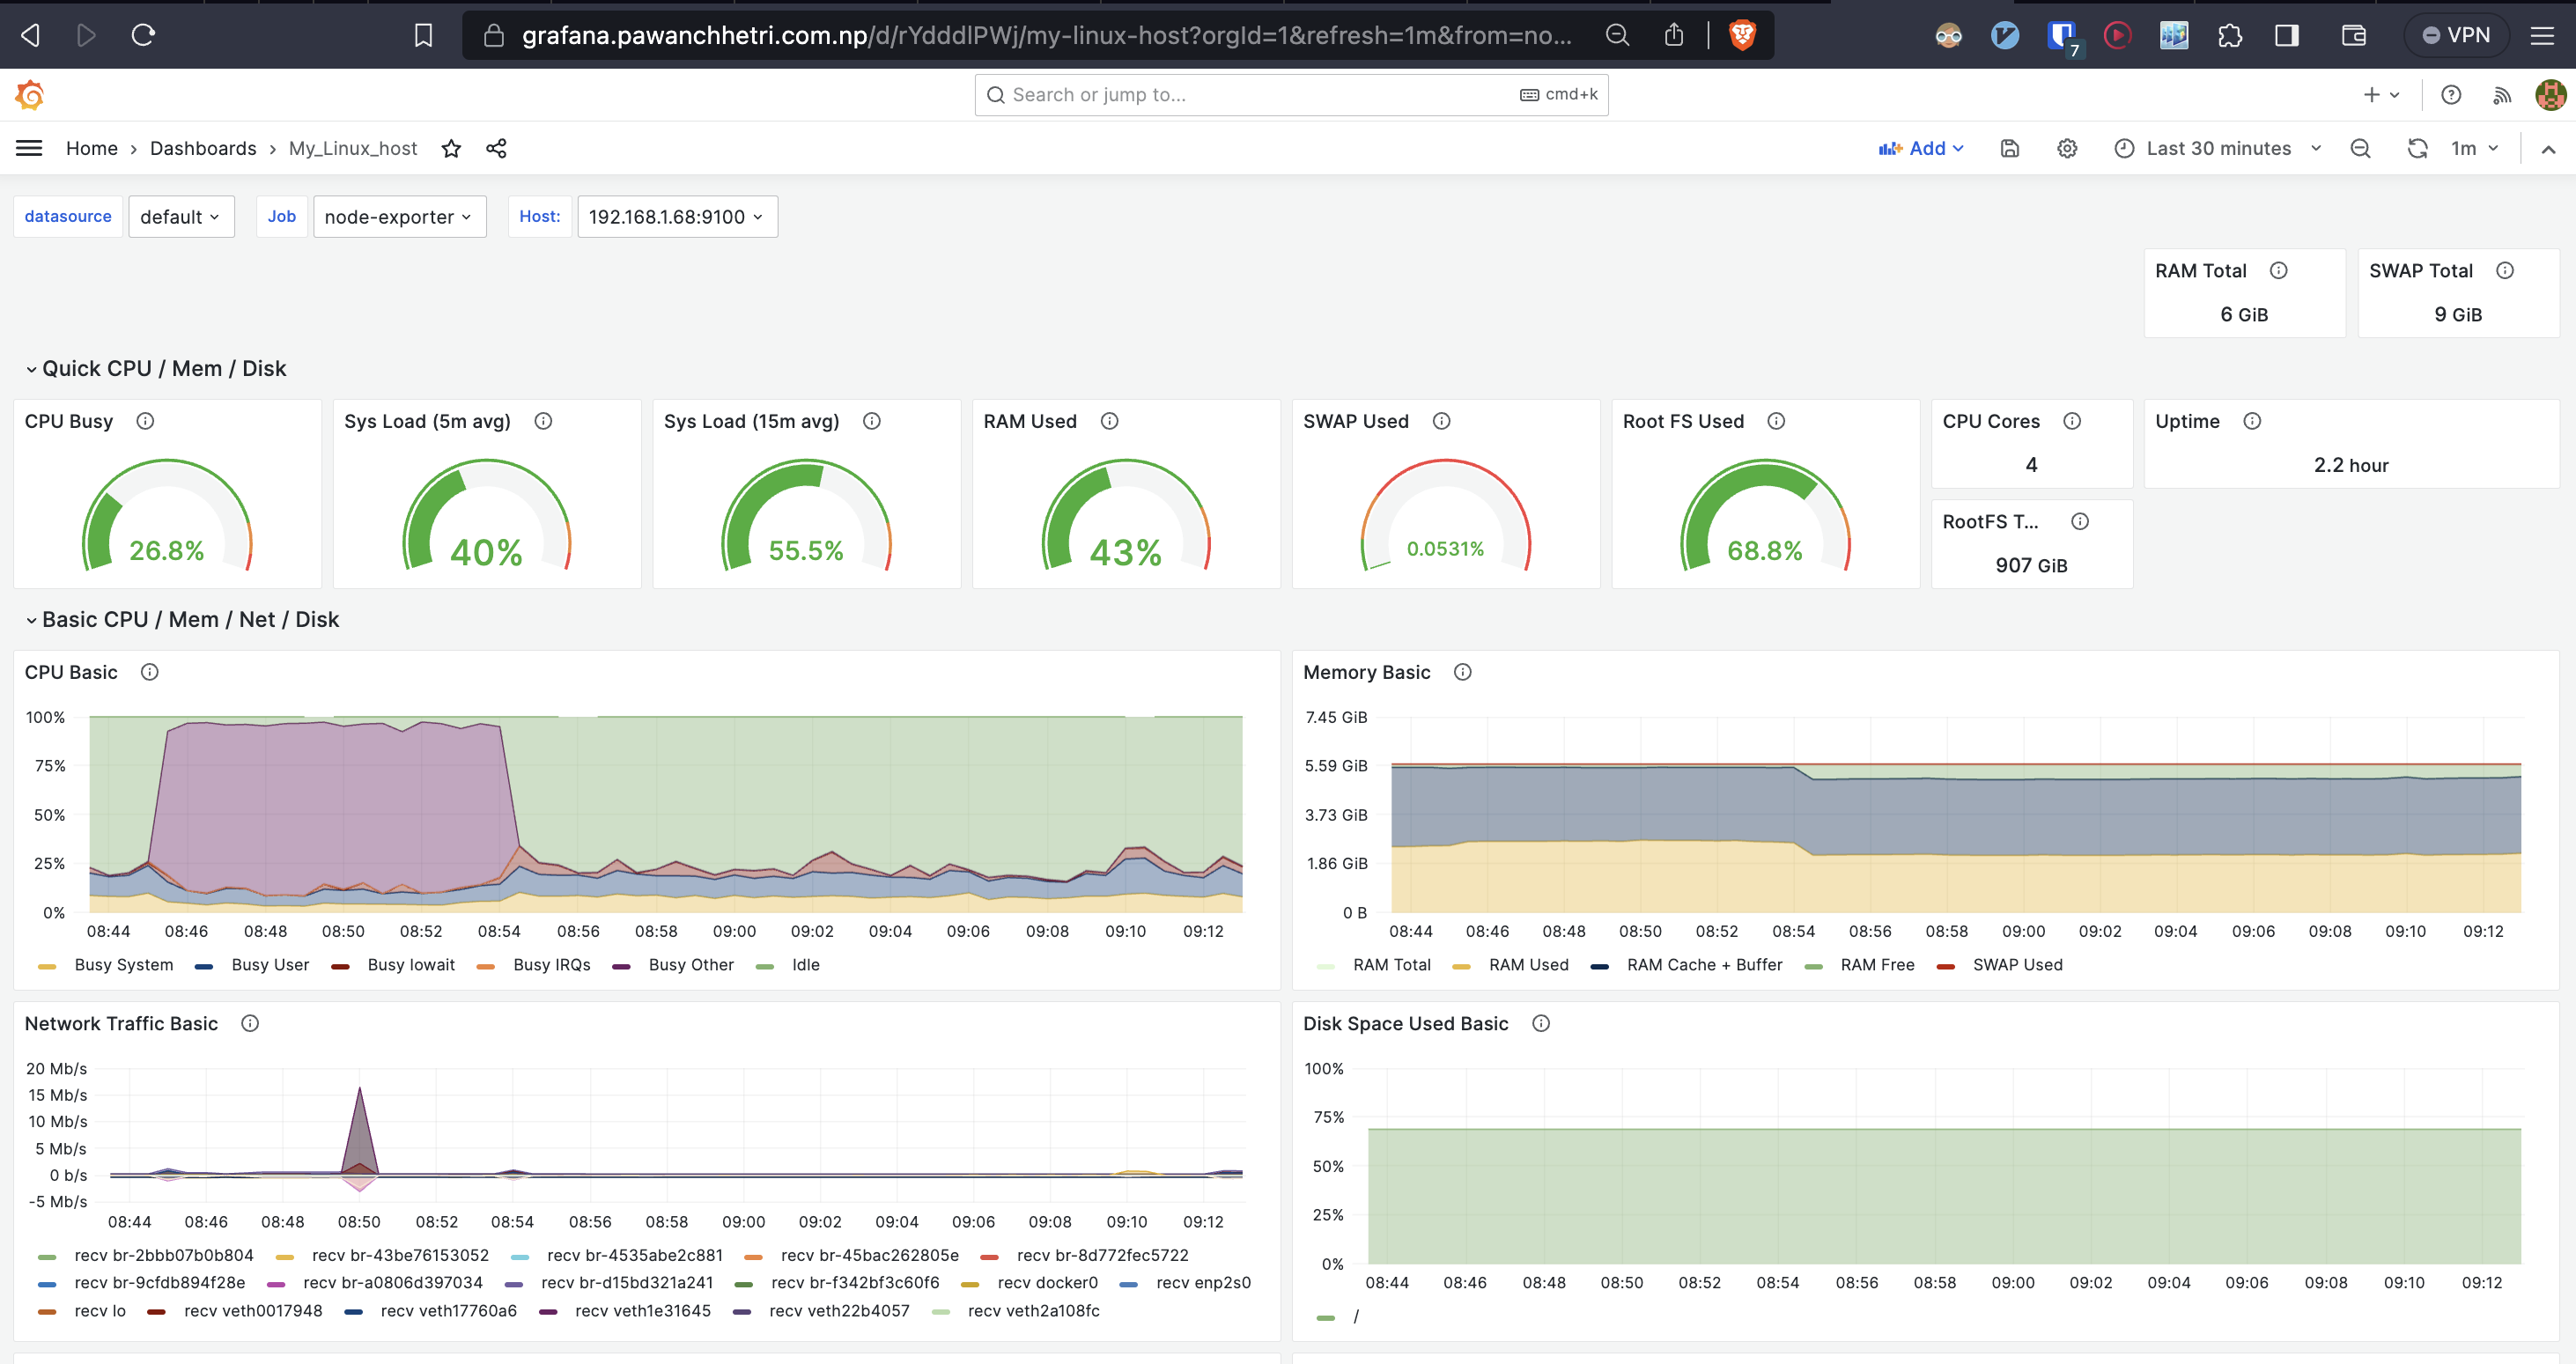 grafana.pawanchhetri.com.np/d/rYdddlPWj/my-linux-host?orgId=1&refresh=1m&from=no...
7
VPN
Search or jump to...
cmd+k
Home › Dashboards › My_Linux_host
Add
Last 30 minutes
1m
datasource default Job node-exporter Host: 192.168.1.68:9100
RAM Total
6 GiB
SWAP Total
9 GiB
Quick CPU / Mem / Disk
CPU Busy
26.8%
Sys Load (5m avg)
40%
Sys Load (15m avg)
55.5%
RAM Used
43%
SWAP Used
0.0531%
Root FS Used
68.8%
CPU Cores
4
Uptime
2.2 hour
RootFS T...
907 GiB
Basic CPU / Mem / Net / Disk
CPU Basic
100%
75%
50%
25%
0%
08:44 08:46 08:48 08:50 08:52 08:54 08:56 08:58 09:00 09:02 09:04 09:06 09:08 09:10 09:12
Busy System Busy User Busy Iowait Busy IRQs Busy Other Idle
Memory Basic
7.45 GiB
5.59 GiB
3.73 GiB
1.86 GiB
0 B
08:44 08:46 08:48 08:50 08:52 08:54 08:56 08:58 09:00 09:02 09:04 09:06 09:08 09:10 09:12
RAM Total RAM Used RAM Cache + Buffer RAM Free SWAP Used
Network Traffic Basic
20 Mb/s
15 Mb/s
10 Mb/s
5 Mb/s
0 b/s
-5 Mb/s
08:44 08:46 08:48 08:50 08:52 08:54 08:56 08:58 09:00 09:02 09:04 09:06 09:08 09:10 09:12
recv br-2bbb07b0b804 recv br-43be76153052 recv br-4535abe2c881 recv br-45bac262805e recv br-8d772fec5722
recv br-9cfdb894f28e recv br-a0806d397034 recv br-d15bd321a241 recv br-f342bf3c60f6 recv docker0 recv enp2s0
recv lo recv veth0017948 recv veth17760a6 recv veth1e31645 recv veth22b4057 recv veth2a108fc
Disk Space Used Basic
100%
75%
50%
25%
0%
08:44 08:46 08:48 08:50 08:52 08:54 08:56 08:58 09:00 09:02 09:04 09:06 09:08 09:10 09:12
/